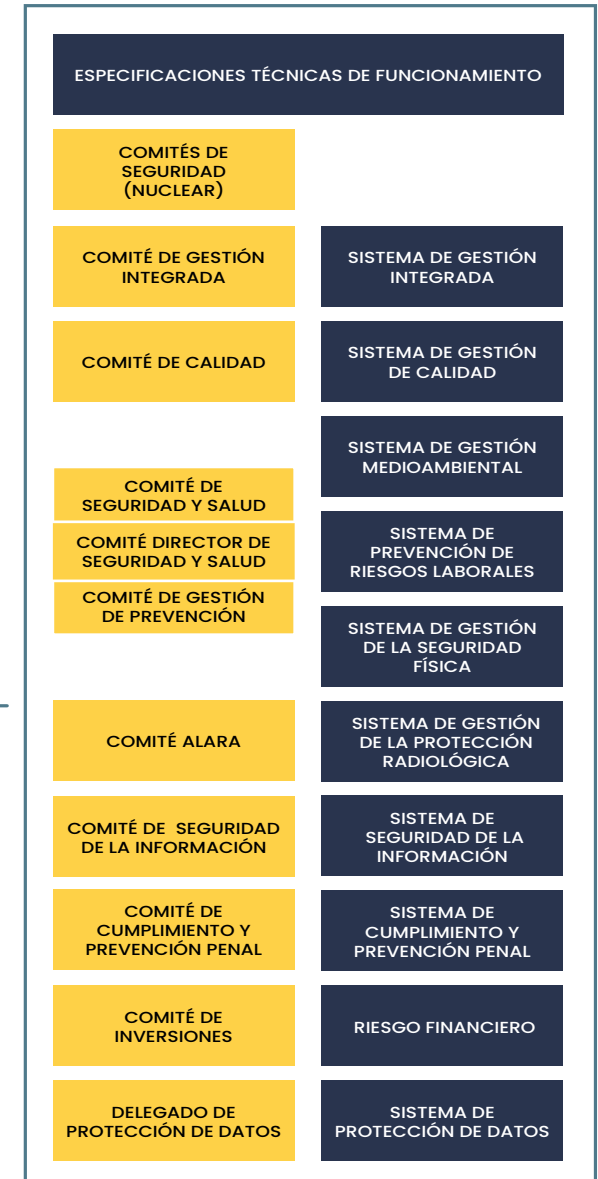 ESPECIFICACIONES TÉCNICAS DE FUNCIONAMIENTO
COMITÉS DE
SEGURIDAD
(NUCLEAR)
COMITÉ DE GESTIÓN
INTEGRADA
SISTEMA DE GESTIÓN
INTEGRADA
COMITÉ DE CALIDAD
SISTEMA DE GESTIÓN
DE CALIDAD
SISTEMA DE GESTIÓN
MEDIOAMBIENTAL
COMITÉ DE
SEGURIDAD Y SALUD
COMITÉ DIRECTOR DE
SEGURIDAD Y SALUD
COMITÉ DE GESTIÓN
DE PREVENCIÓN
SISTEMA DE
PREVENCIÓN DE
RIESGOS LABORALES
SISTEMA DE GESTIÓN
DE LA SEGURIDAD
FÍSICA
COMITÉ ALARA
SISTEMA DE GESTIÓN
DE LA PROTECCIÓN
RADIOLÓGICA
COMITÉ DE SEGURIDAD
DE LA INFORMACIÓN
SISTEMA DE
SEGURIDAD DE LA
INFORMACIÓN
COMITÉ DE
CUMPLIMIENTO Y
PREVENCIÓN PENAL
SISTEMA DE
CUMPLIMIENTO Y
PREVENCIÓN PENAL
COMITÉ DE
INVERSIONES
RIESGO FINANCIERO
DELEGADO DE
PROTECCIÓN DE DATOS
SISTEMA DE
PROTECCIÓN DE DATOS